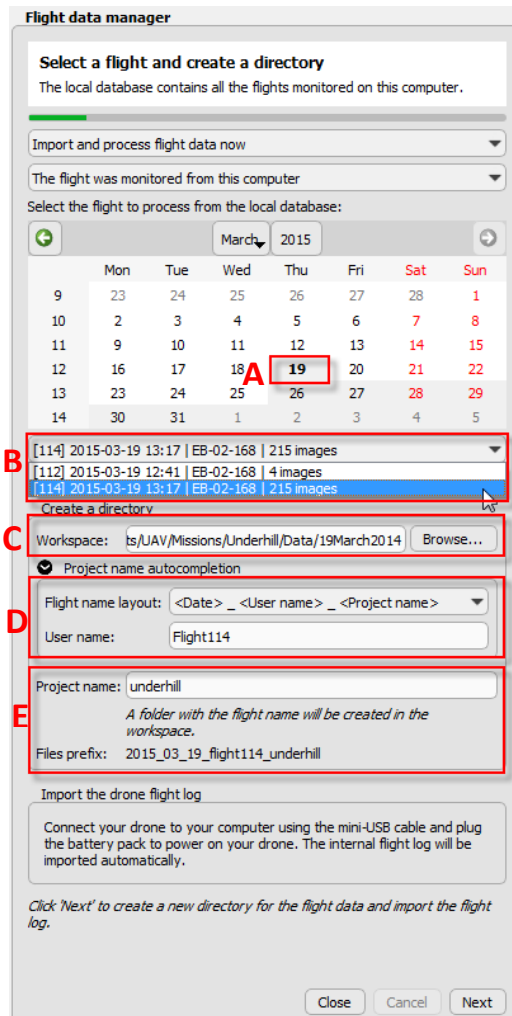 Flight data manager
Select a flight and create a directory
The local database contains all the flights monitored on this computer.
Import and process flight data now
The flight was monitored from this computer
Select the flight to process from the local database:
March 2015
Mon Tue Wed Thu Fri Sat Sun
9 23 24 25 26 27 28 1
10 2 3 4 5 6 7 8
11 9 10 11 12 13 14 15
12 16 17 18 A 19 20 21 22
13 23 24 25 26 27 28 29
14 30 31 1 2 3 4 5
[114] 2015-03-19 13:17 | EB-02-168 | 215 images
B
[112] 2015-03-19 12:41 | EB-02-168 | 4 images
[114] 2015-03-19 13:17 | EB-02-168 | 215 images
Create a directory
C Workspace: ts/UAV/Missions/Underhill/Data/19March2014 Browse...
Project name autocompletion
Flight name layout: <Date> _ <User name> _ <Project name>
D
User name: Flight114
Project name: underhill
E
A folder with the flight name will be created in the
workspace.
Files prefix: 2015_03_19_flight114_underhill
Import the drone flight log
Connect your drone to your computer using the mini-USB cable and plug
the battery pack to power on your drone. The internal flight log will be
imported automatically.
Click 'Next' to create a new directory for the flight data and import the flight
log.
Close Cancel Next